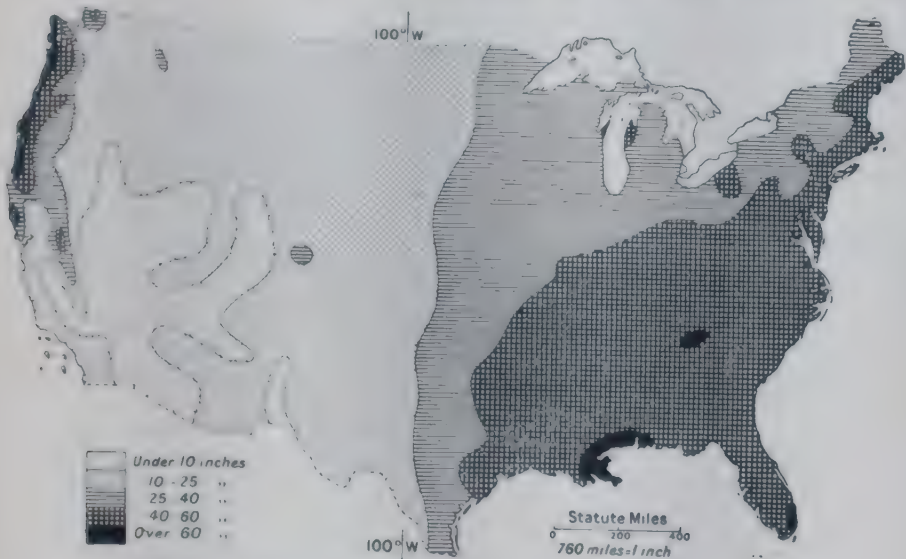 100° W
Under 10 inches
10 - 25 "
25 40 "
40 60 "
Over 60 "
Statute Miles
0 200 400
760 miles=1 inch
100° W